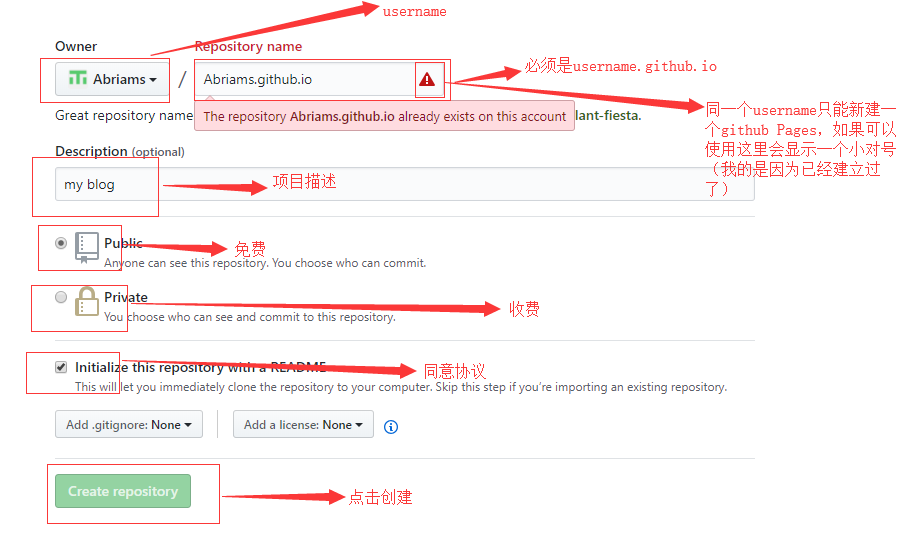 username
Owner
Repository name
Abriams
/
Abriams.github.io
必须是username.github.io
The repository Abriams.github.io already exists on this account
Great repository name
lant-fiesta.
同一个username只能新建一
个github Pages，如果可以
使用这里会显示一个小对号
（我的是因为已经建立过
了）
Description (optional)
my blog
项目描述
Public
Anyone can see this repository. You choose who can commit.
免费
Private
You choose who can see and commit to this repository.
收费
Initialize this repository with a README
This will let you immediately clone the repository to your computer. Skip this step if you're importing an existing repository.
同意协议
Add .gitignore: None
Add a license: None
Create repository
点击创建